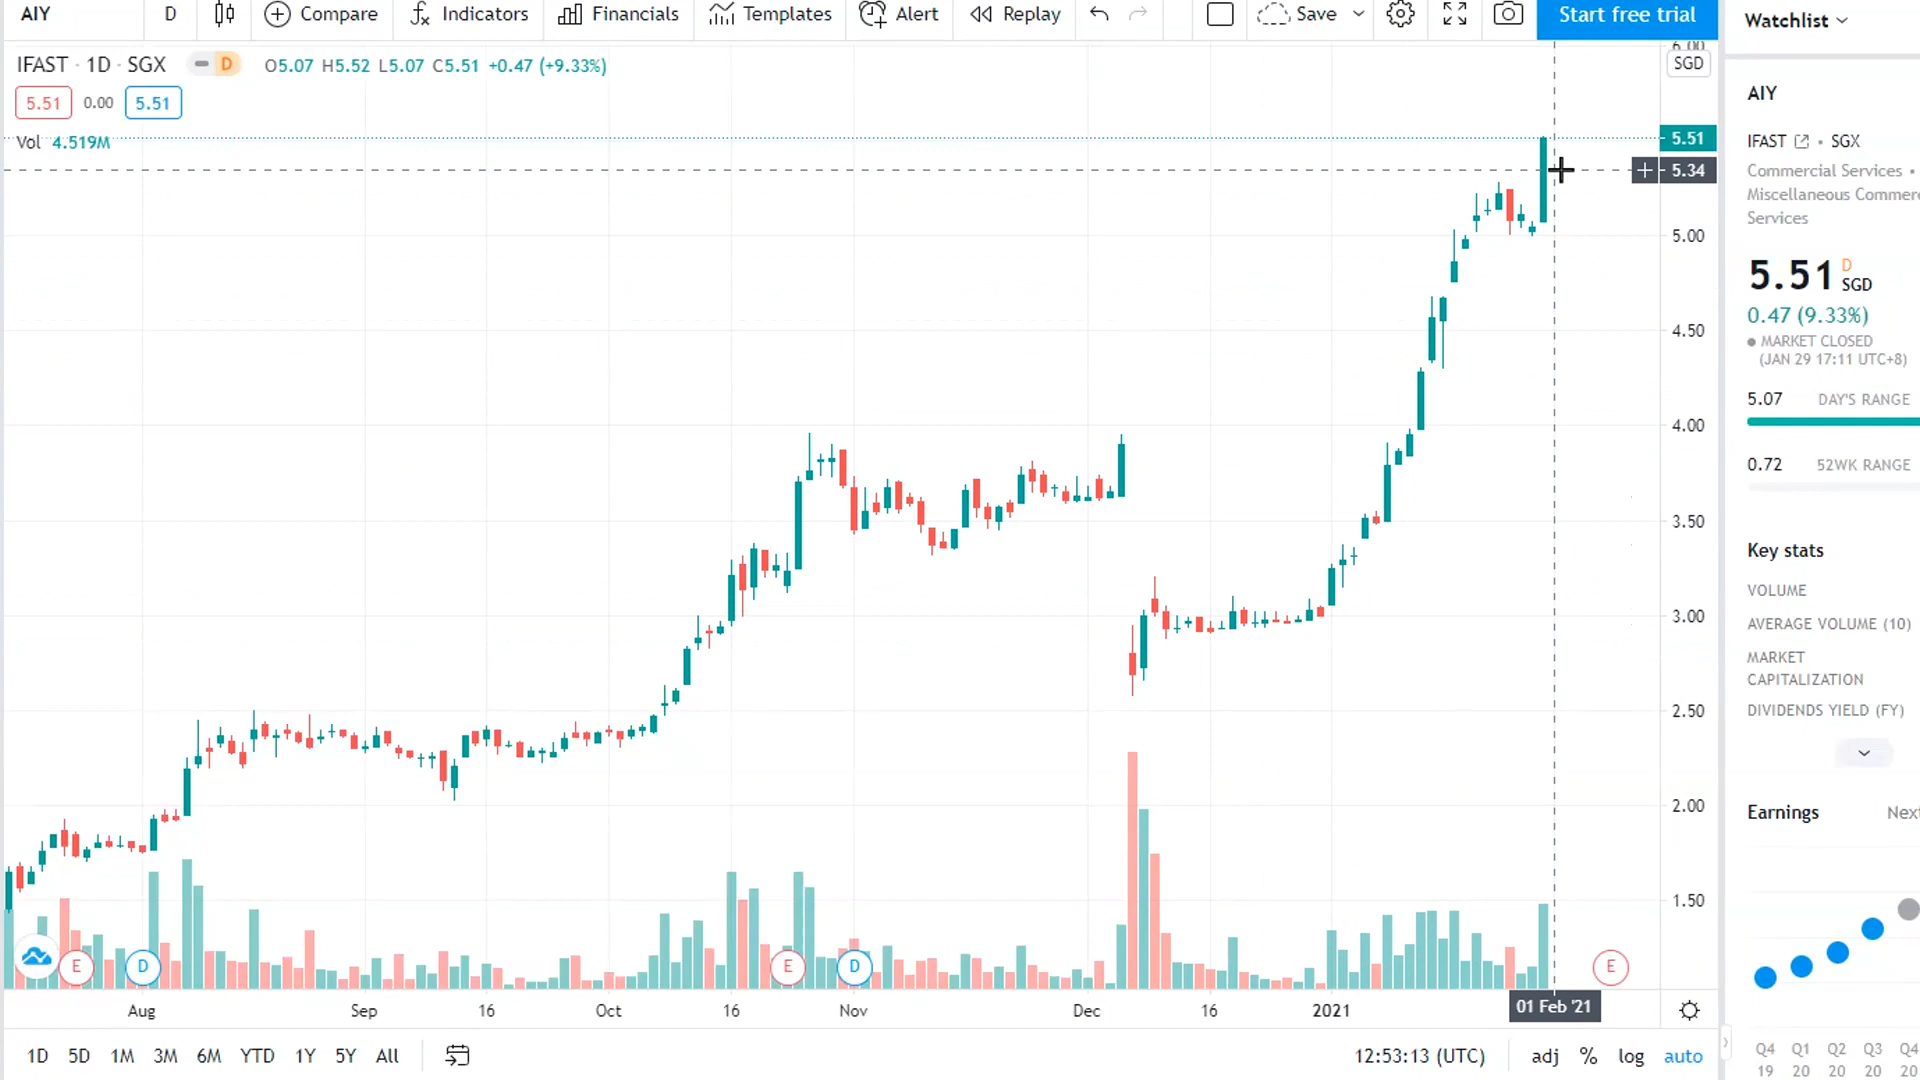 AIY D Compare Indicators Financials Templates Alert Replay Save Start free trial
IFAST · 1D · SGX D O5.07 H5.52 L5.07 C5.51 +0.47 (+9.33%)
5.51 0.00 5.51
Vol 4.519M
6.00
SGD
5.51
5.34
5.00
4.50
4.00
3.50
3.00
2.50
2.00
1.50
E D E D E
Aug Sep 16 Oct 16 Nov Dec 16 2021 01 Feb '21
1D 5D 1M 3M 6M YTD 1Y 5Y All 12:53:13 (UTC) adj % log auto
Watchlist
AIY
IFAST · SGX
Commercial Services •
Miscellaneous Commer
Services
5.51 D SGD
0.47 (9.33%)
MARKET CLOSED
(JAN 29 17:11 UTC+8)
5.07 DAY'S RANGE
0.72 52WK RANGE
Key stats
VOLUME
AVERAGE VOLUME (10)
MARKET
CAPITALIZATION
DIVIDENDS YIELD (FY)
Earnings Next
Q4 Q1 Q2 Q3 Q4
19 20 20 20 20